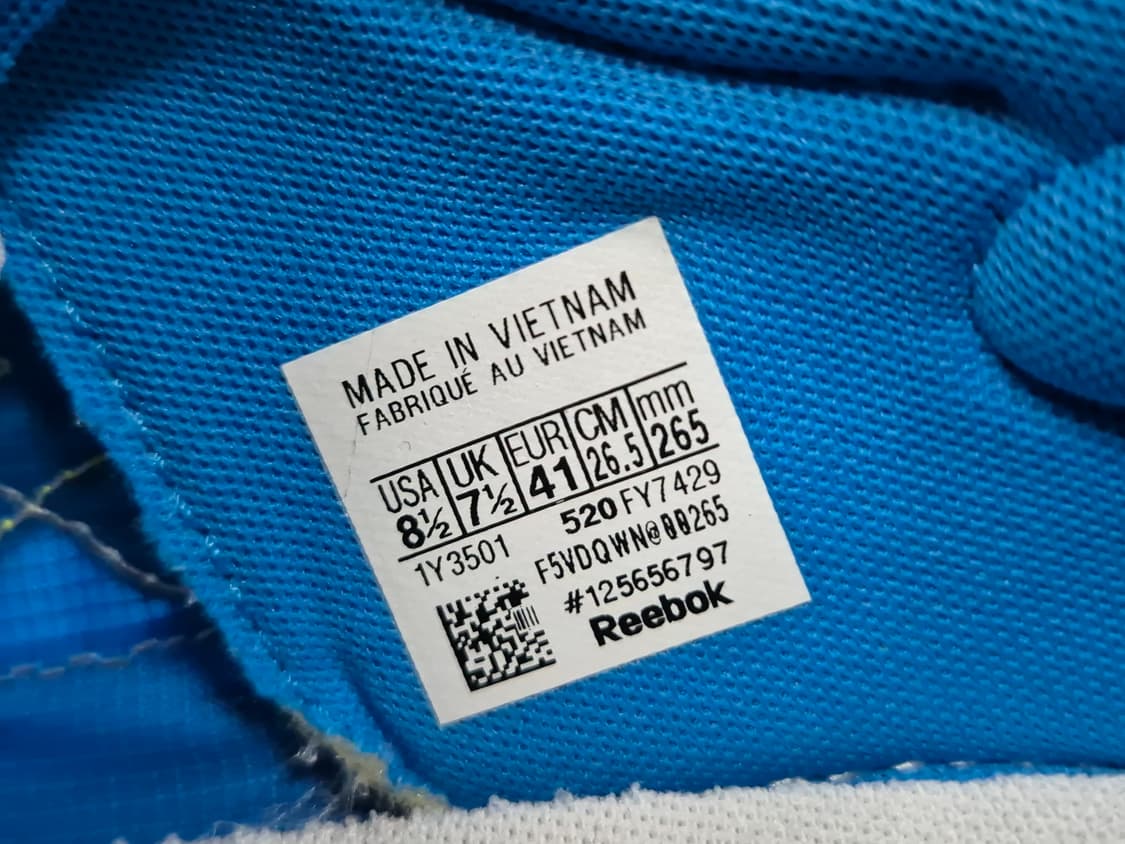 MADE IN VIETNAM
FABRIQUÉ AU VIETNAM
USA UK EUR CM mm
8½ 7½ 41 26.5 265
520 FY7429
1Y3501 F5VDQWN@00265
#125656797
Reebok